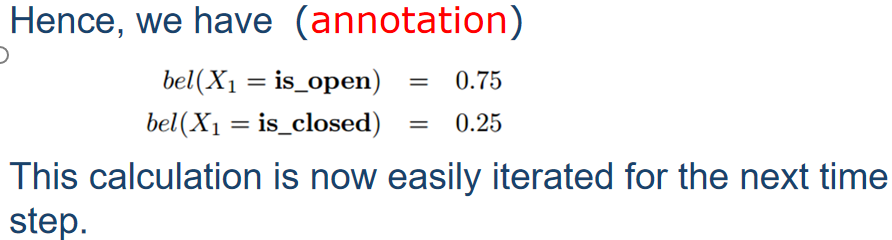 Hence, we have (annotation)
bel(X₁ = is_open) = 0.75
bel(X₁ = is_closed) = 0.25
This calculation is now easily iterated for the next time
step.